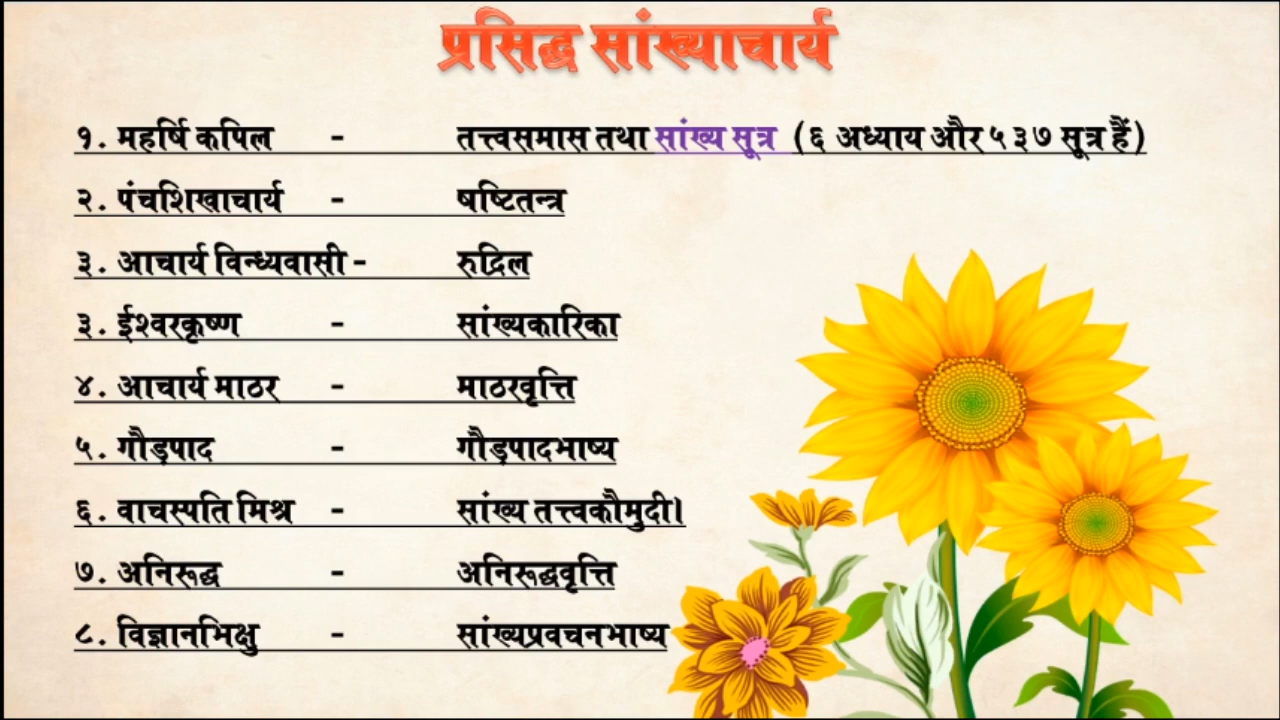 प्रसिद्ध सांख्याचार्य
१. महर्षि कपिल - तत्त्वसमास तथा सांख्य सूत्र (६ अध्याय और ५३७ सूत्र हैं)
२. पंचशिखाचार्य - षष्टितन्त्र
३. आचार्य विन्ध्यवासी - रुद्रिल
३. ईश्वरकृष्ण - सांख्यकारिका
४. आचार्य माठर - माठरवृत्ति
५. गौड़पाद - गौड़पादभाष्य
६. वाचस्पति मिश्र - सांख्य तत्त्वकौमुदी।
७. अनिरूद्ध - अनिरूद्धवृत्ति
८. विज्ञानभिक्षु - सांख्यप्रवचनभाष्य